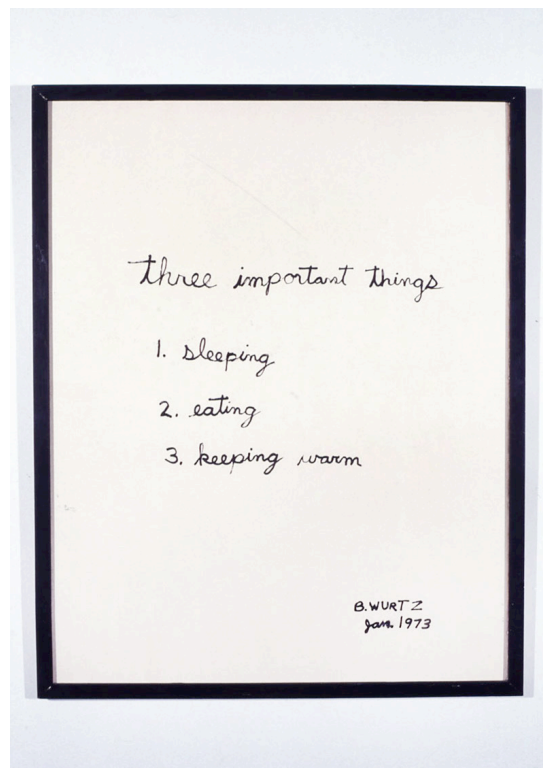 three important things
1. sleeping
2. eating
3. keeping warm
B. WURTZ
Jan. 1973